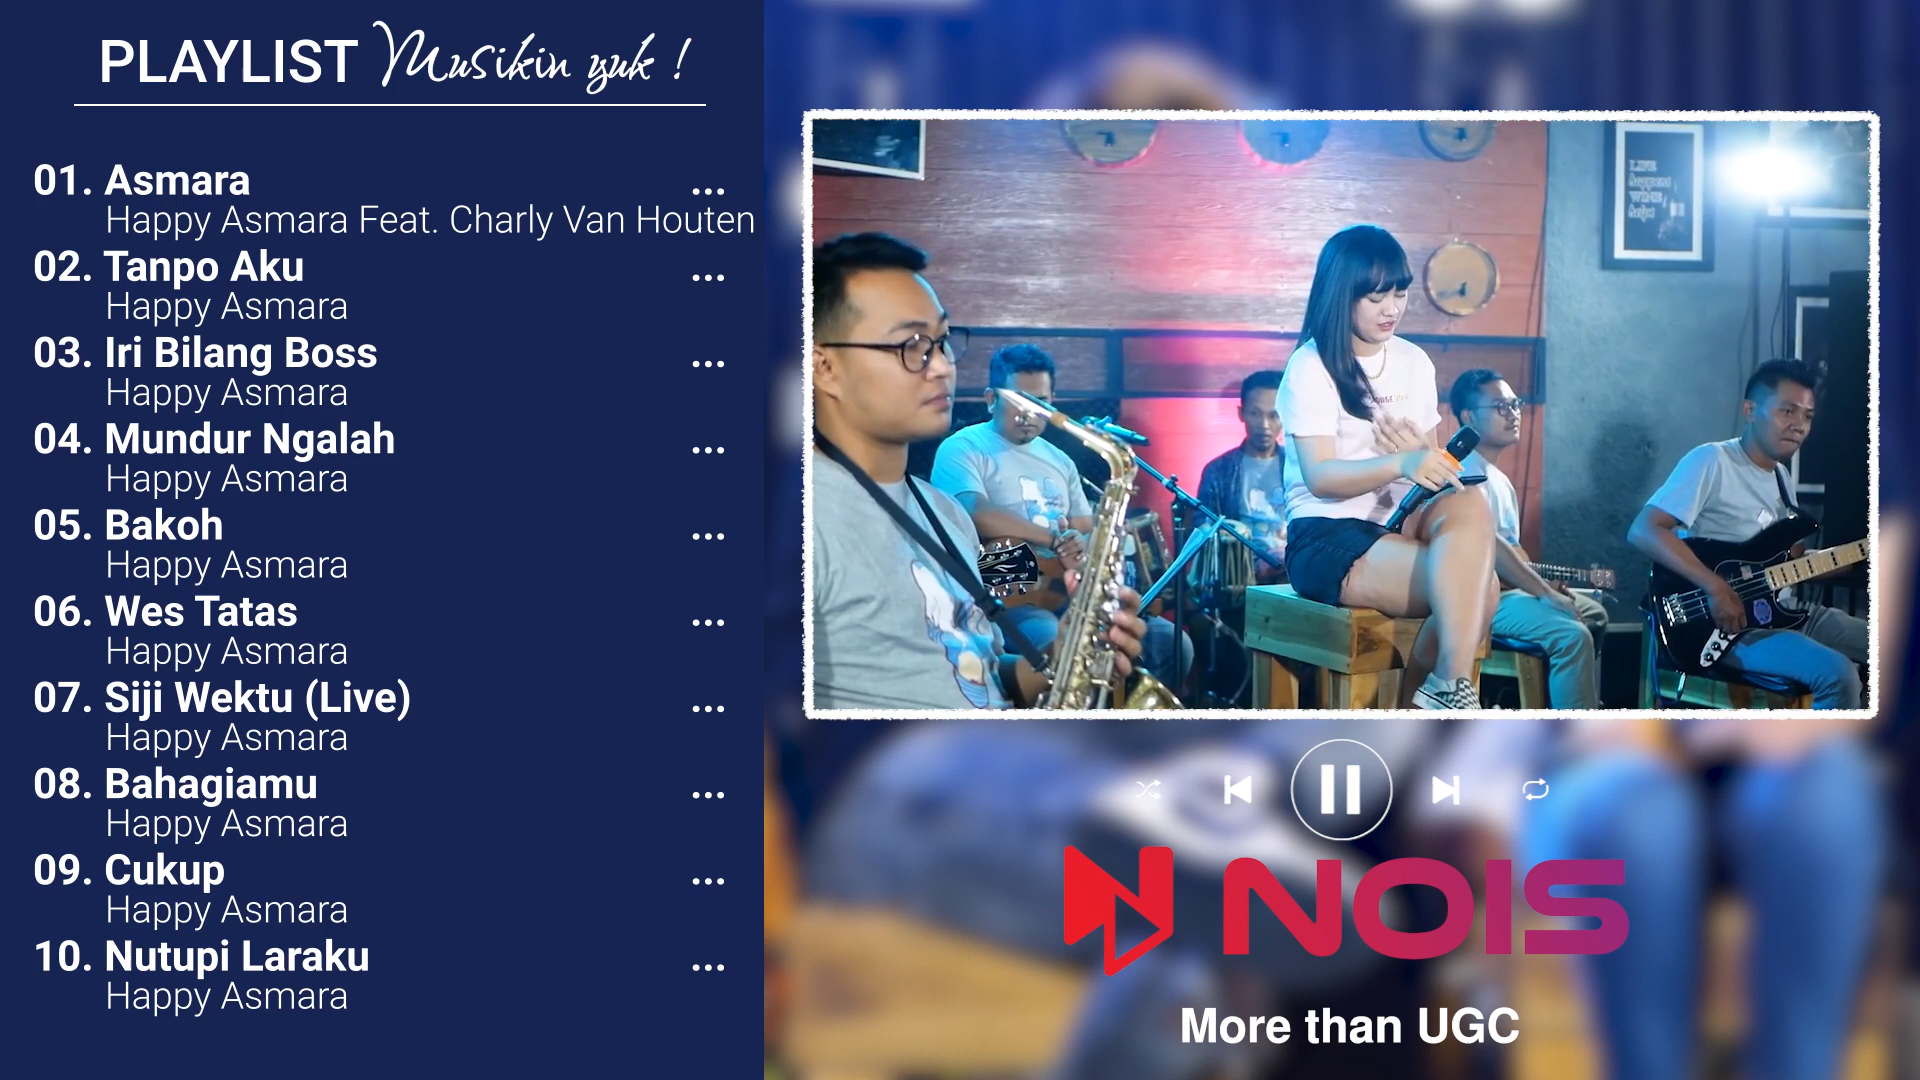 PLAYLIST Musikin yuk !
01. Asmara ...
Happy Asmara Feat. Charly Van Houten
02. Tanpo Aku ...
Happy Asmara
03. Iri Bilang Boss ...
Happy Asmara
04. Mundur Ngalah ...
Happy Asmara
05. Bakoh ...
Happy Asmara
06. Wes Tatas ...
Happy Asmara
07. Siji Wektu (Live) ...
Happy Asmara
08. Bahagiamu ...
Happy Asmara
09. Cukup ...
Happy Asmara
10. Nutupi Laraku ...
Happy Asmara
NOIS
More than UGC